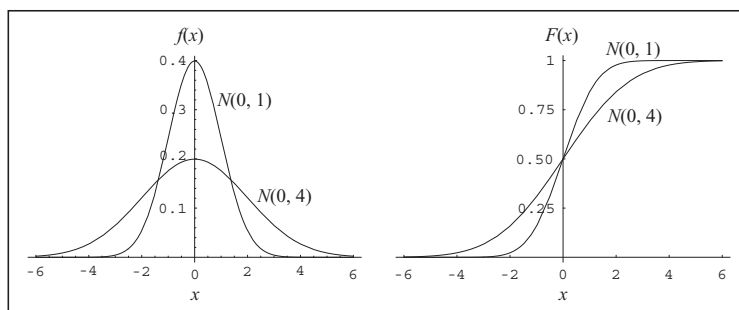 f(x)
0.4
0.3
0.2
0.1
N(0, 1)
N(0, 4)
-6 -4 -2 0 2 4 6
x
F(x)
1
0.75
0.50
0.25
N(0, 1)
N(0, 4)
-6 -4 -2 0 2 4 6
x